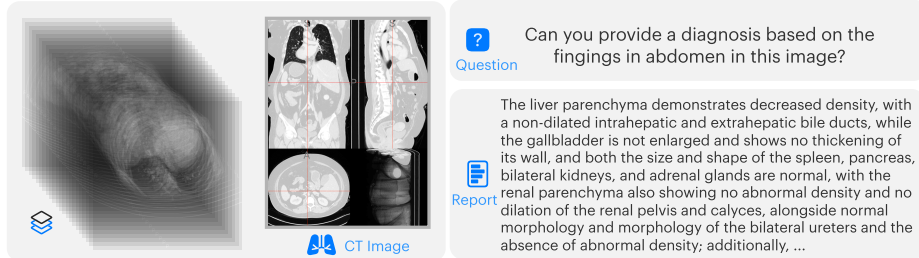 CT Image
?
Question
Can you provide a diagnosis based on the
fingings in abdomen in this image?
Report
The liver parenchyma demonstrates decreased density, with
a non-dilated intrahepatic and extrahepatic bile ducts, while
the gallbladder is not enlarged and shows no thickening of
its wall, and both the size and shape of the spleen, pancreas,
bilateral kidneys, and adrenal glands are normal, with the
renal parenchyma also showing no abnormal density and no
dilation of the renal pelvis and calyces, alongside normal
morphology and morphology of the bilateral ureters and the
absence of abnormal density; additionally, ...